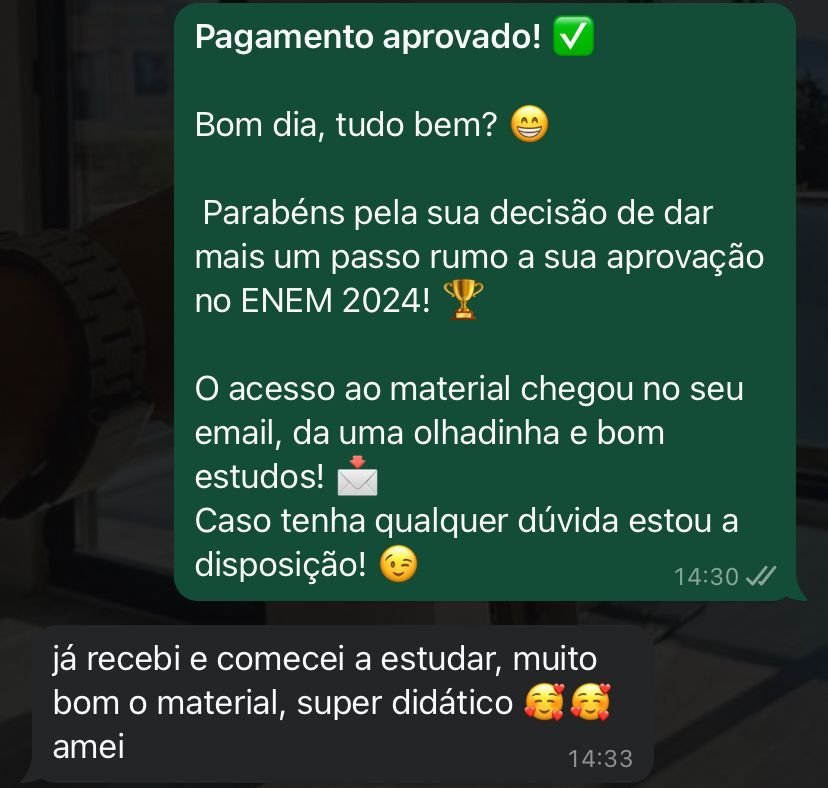 Pagamento aprovado! ✅
Bom dia, tudo bem? 😁
Parabéns pela sua decisão de dar
mais um passo rumo a sua aprovação
no ENEM 2024! 🏆
O acesso ao material chegou no seu
email, da uma olhadinha e bom
estudos! 📩
Caso tenha qualquer dúvida estou a
disposição! 😉
14:30
já recebi e comecei a estudar, muito
bom o material, super didático 🥰🥰
amei
14:33